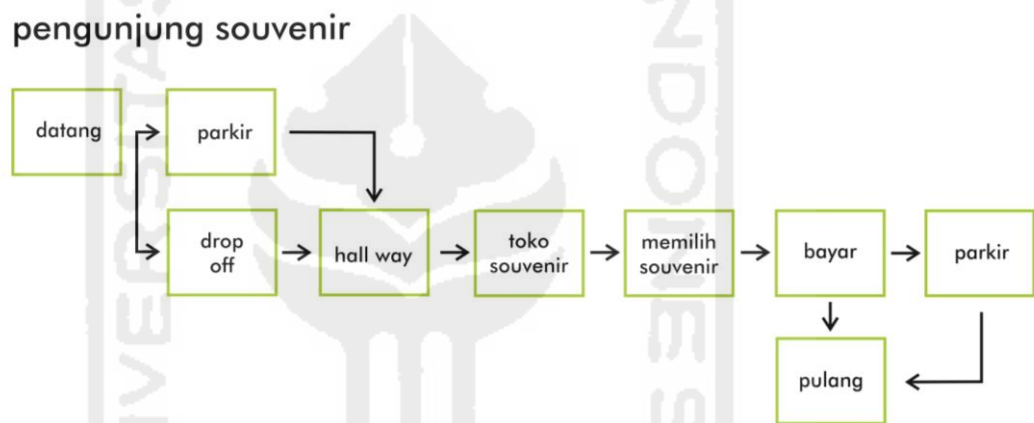 pengunjung souvenir
datang
parkir
drop
off
hall way
toko
souvenir
memilih
souvenir
bayar
parkir
pulang